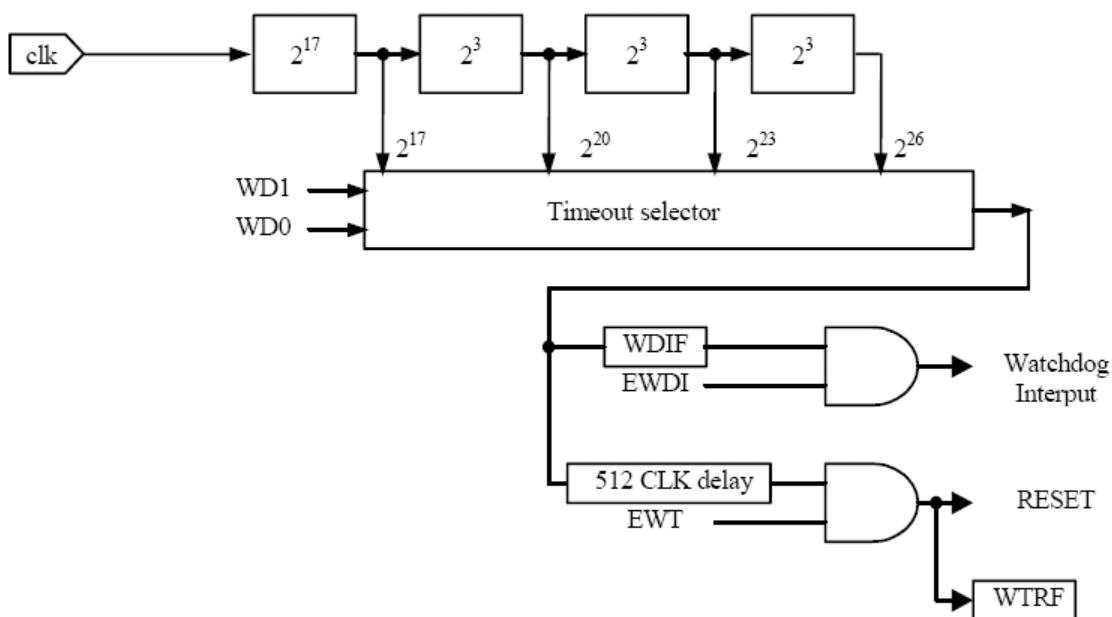 clk
2^17
2^3
2^3
2^3
2^17
2^20
2^23
2^26
WD1
WD0
Timeout selector
WDIF
EWDI
Watchdog
Interput
512 CLK delay
EWT
RESET
WTRF